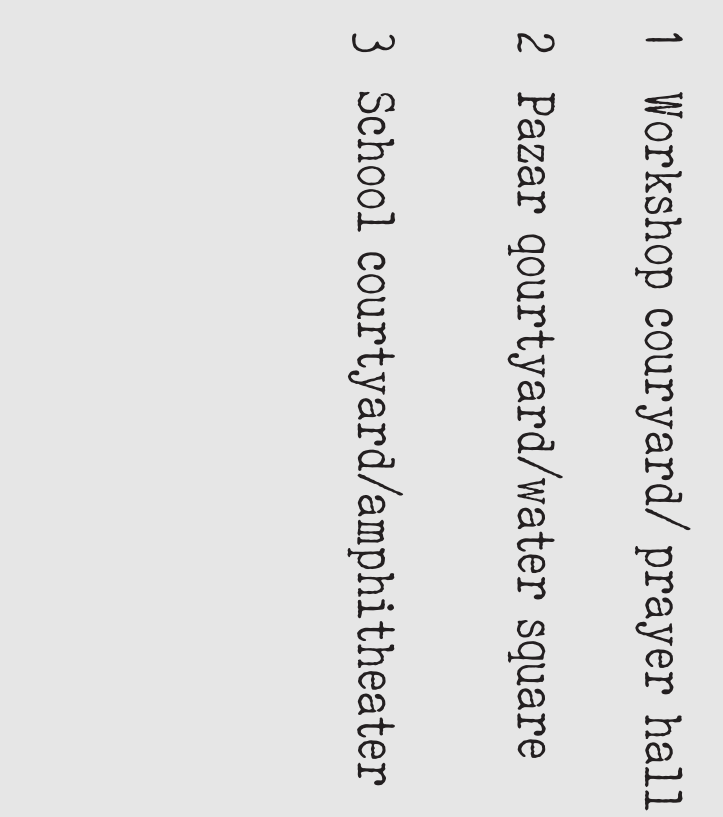 1 Workshop couryard/ prayer hall
2 Pazar qourtyard/water square
3 School courtyard/amphitheater